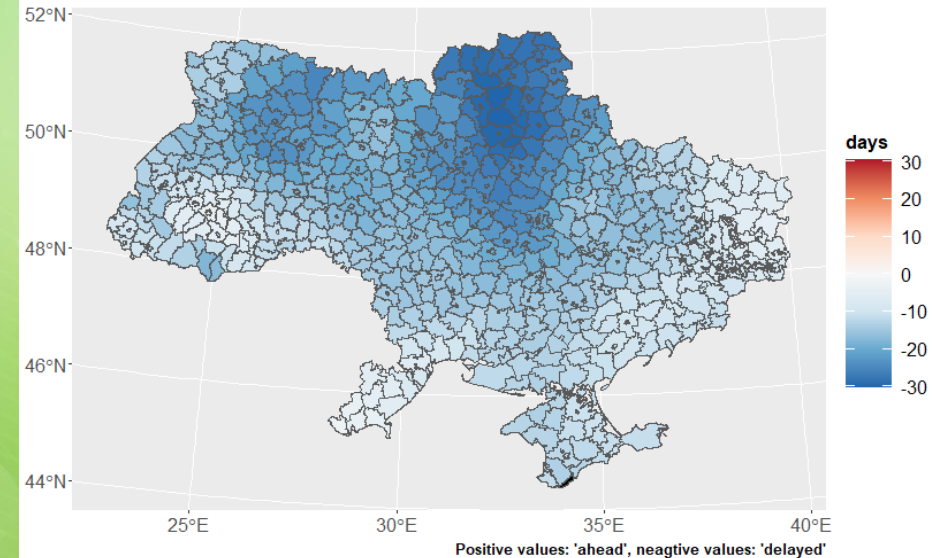 52°N
50°N
48°N
46°N
44°N
25°E
30°E
35°E
40°E
days
30
20
10
0
-10
-20
-30
Positive values: 'ahead', neagtive values: 'delayed'